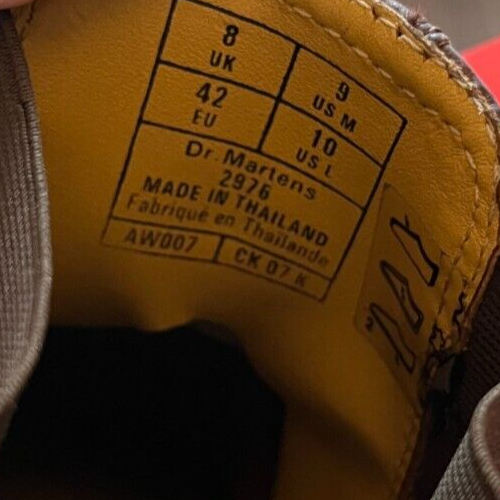 8 9
UK US M
42 10
EU US L
Dr. Martens
2976
MADE IN THAILAND
Fabriqué en Thaïlande
AW007 CK 07 K